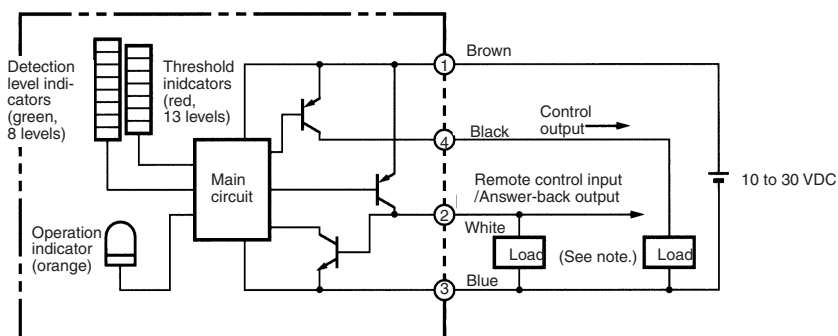 Detection
level indi-
cators
(green,
8 levels)
Threshold
inidcators
(red,
13 levels)
Operation
indicator
(orange)
Main
circuit
1
Brown
4
Black
Control
output
2
White
Remote control input
/Answer-back output
3
Blue
Load
(See note.)
Load
10 to 30 VDC